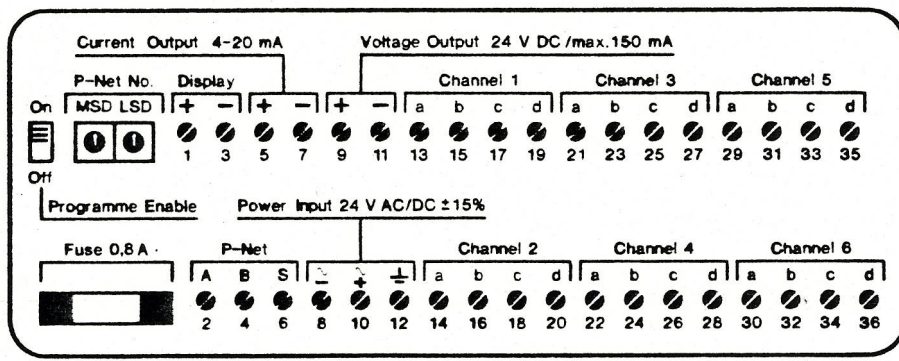 Current Output 4-20 mA Voltage Output 24 V DC/max.150 mA
P-Net No. Display Channel 1 Channel 3 Channel 5
On MSD LSD + − + − + − a b c d a b c d a b c d
1 3 5 7 9 11 13 15 17 19 21 23 25 27 29 31 33 35
Off
Programme Enable Power Input 24 V AC/DC ±15%
Fuse 0,8 A P-Net Channel 2 Channel 4 Channel 6
A B S ~ − ~ + a b c d a b c d a b c d
2 4 6 8 10 12 14 16 18 20 22 24 26 28 30 32 34 36